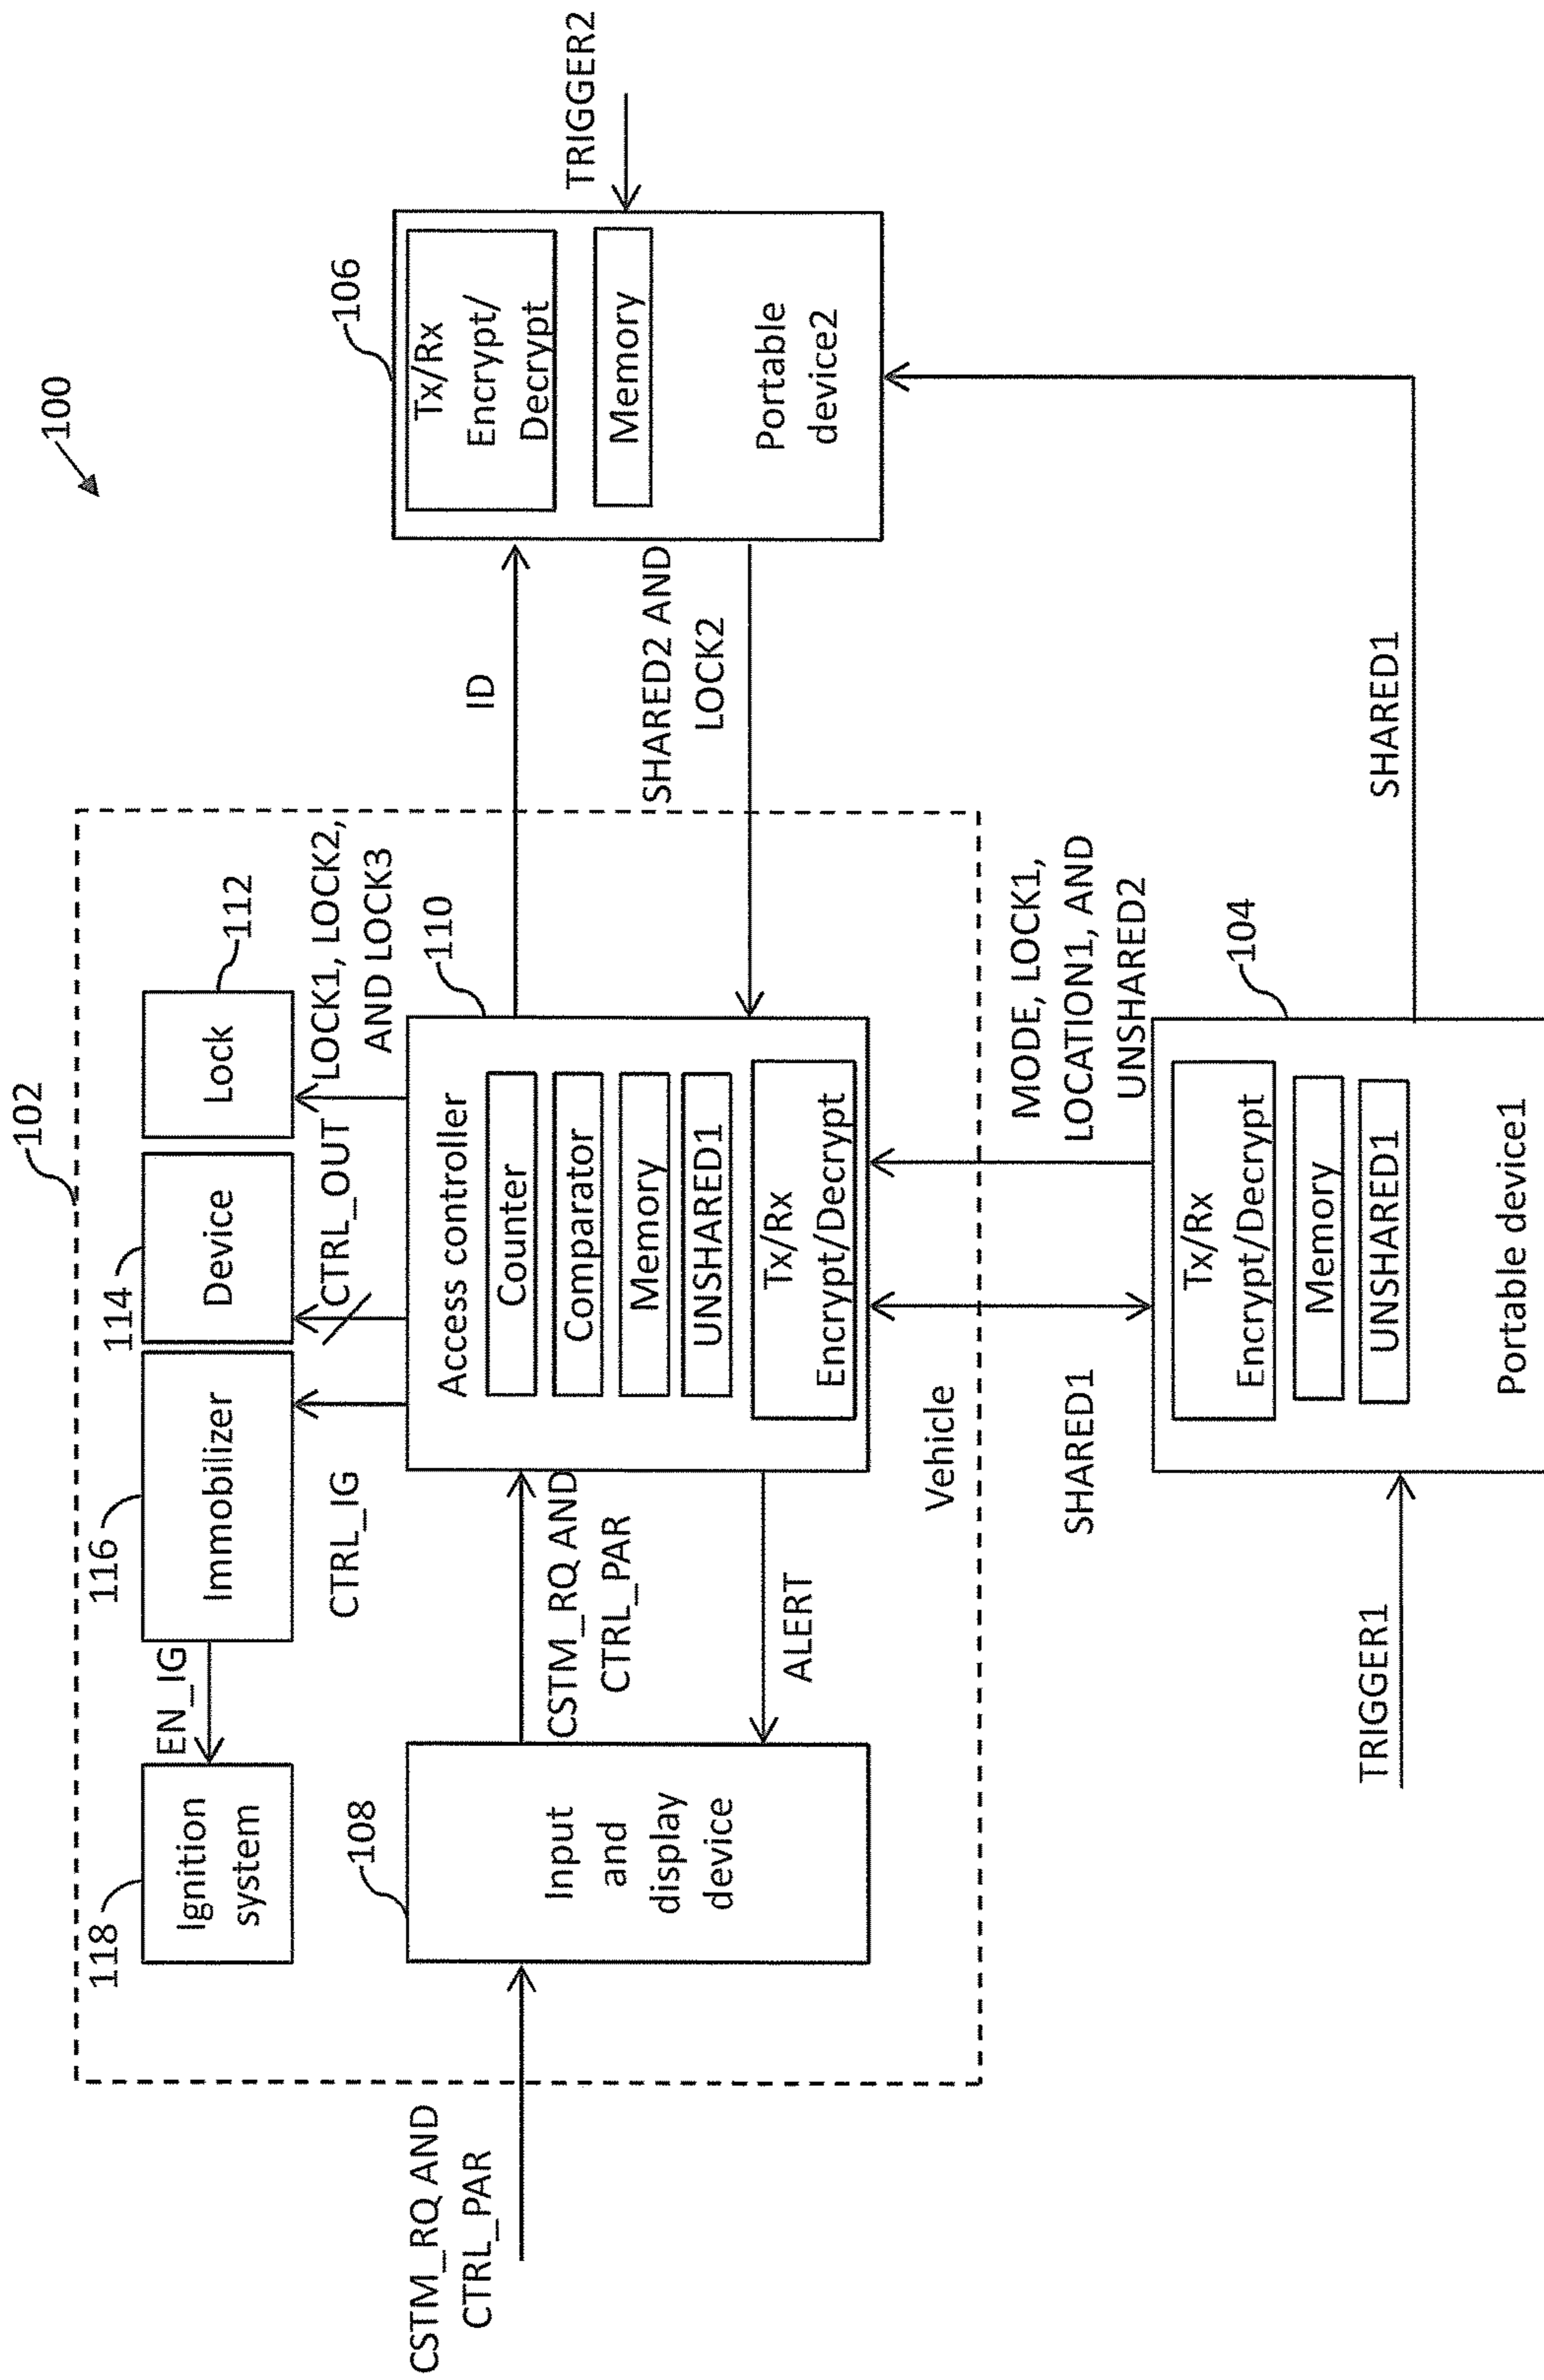 100
102
118
Ignition
system
EN_IG
116
Immobilizer
114
Device
112
Lock
CTRL_IG
CTRL_OUT
LOCK1, LOCK2,
AND LOCK3
CSTM_RQ AND
CTRL_PAR
108
Input
and
display
device
CSTM_RQ AND
CTRL_PAR
ALERT
110
Access controller
Counter
Comparator
Memory
UNSHARED1
Tx/Rx
Encrypt/Decrypt
Vehicle
ID
SHARED2 AND
LOCK2
106
Tx/Rx
Encrypt/
Decrypt
Memory
Portable
device2
TRIGGER2
SHARED1
MODE, LOCK1,
LOCATION1, AND
UNSHARED2
104
Tx/Rx
Encrypt/Decrypt
Memory
UNSHARED1
Portable device1
TRIGGER1
SHARED1